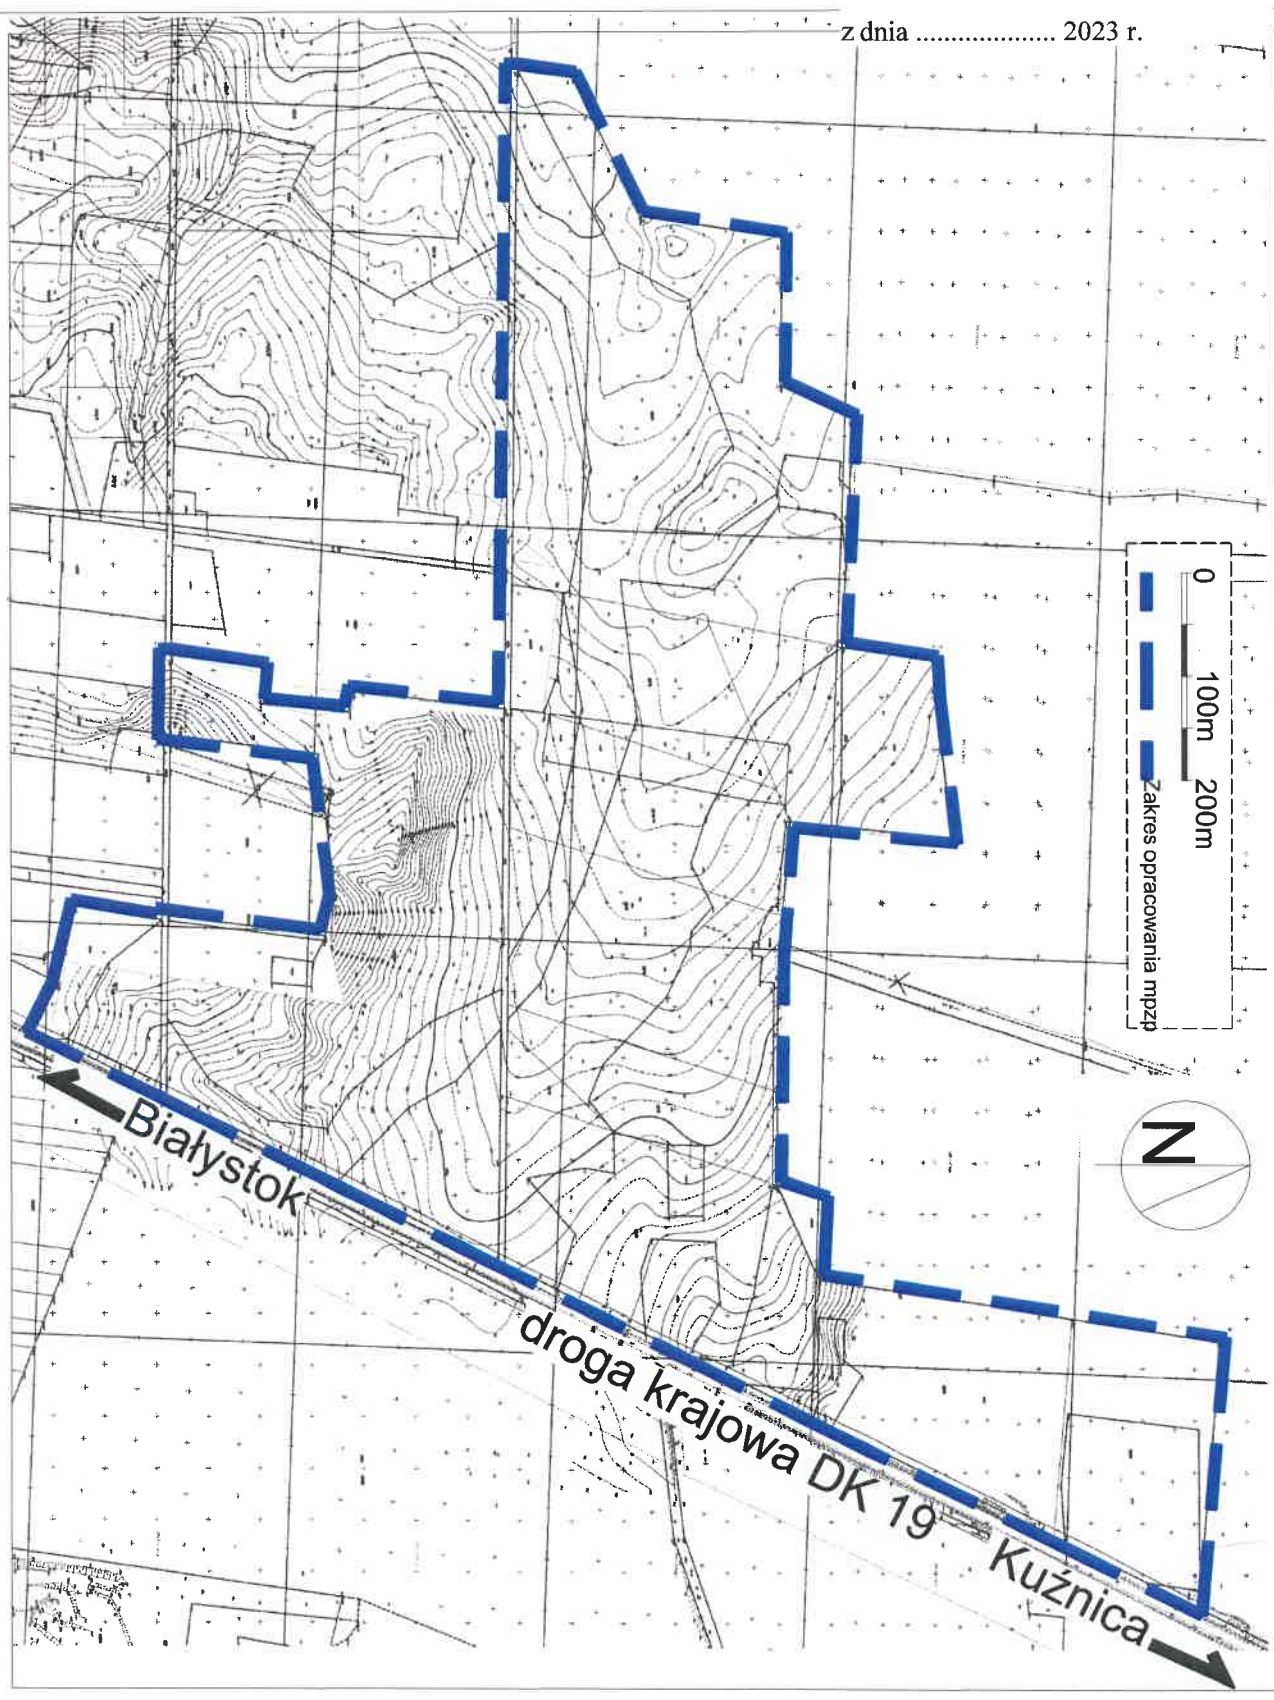 z dnia .................... 2023 r.
0 100m 200m
Zakres opracowania mpzp
N
Białystok
droga krajowa DK 19
Kuźnica